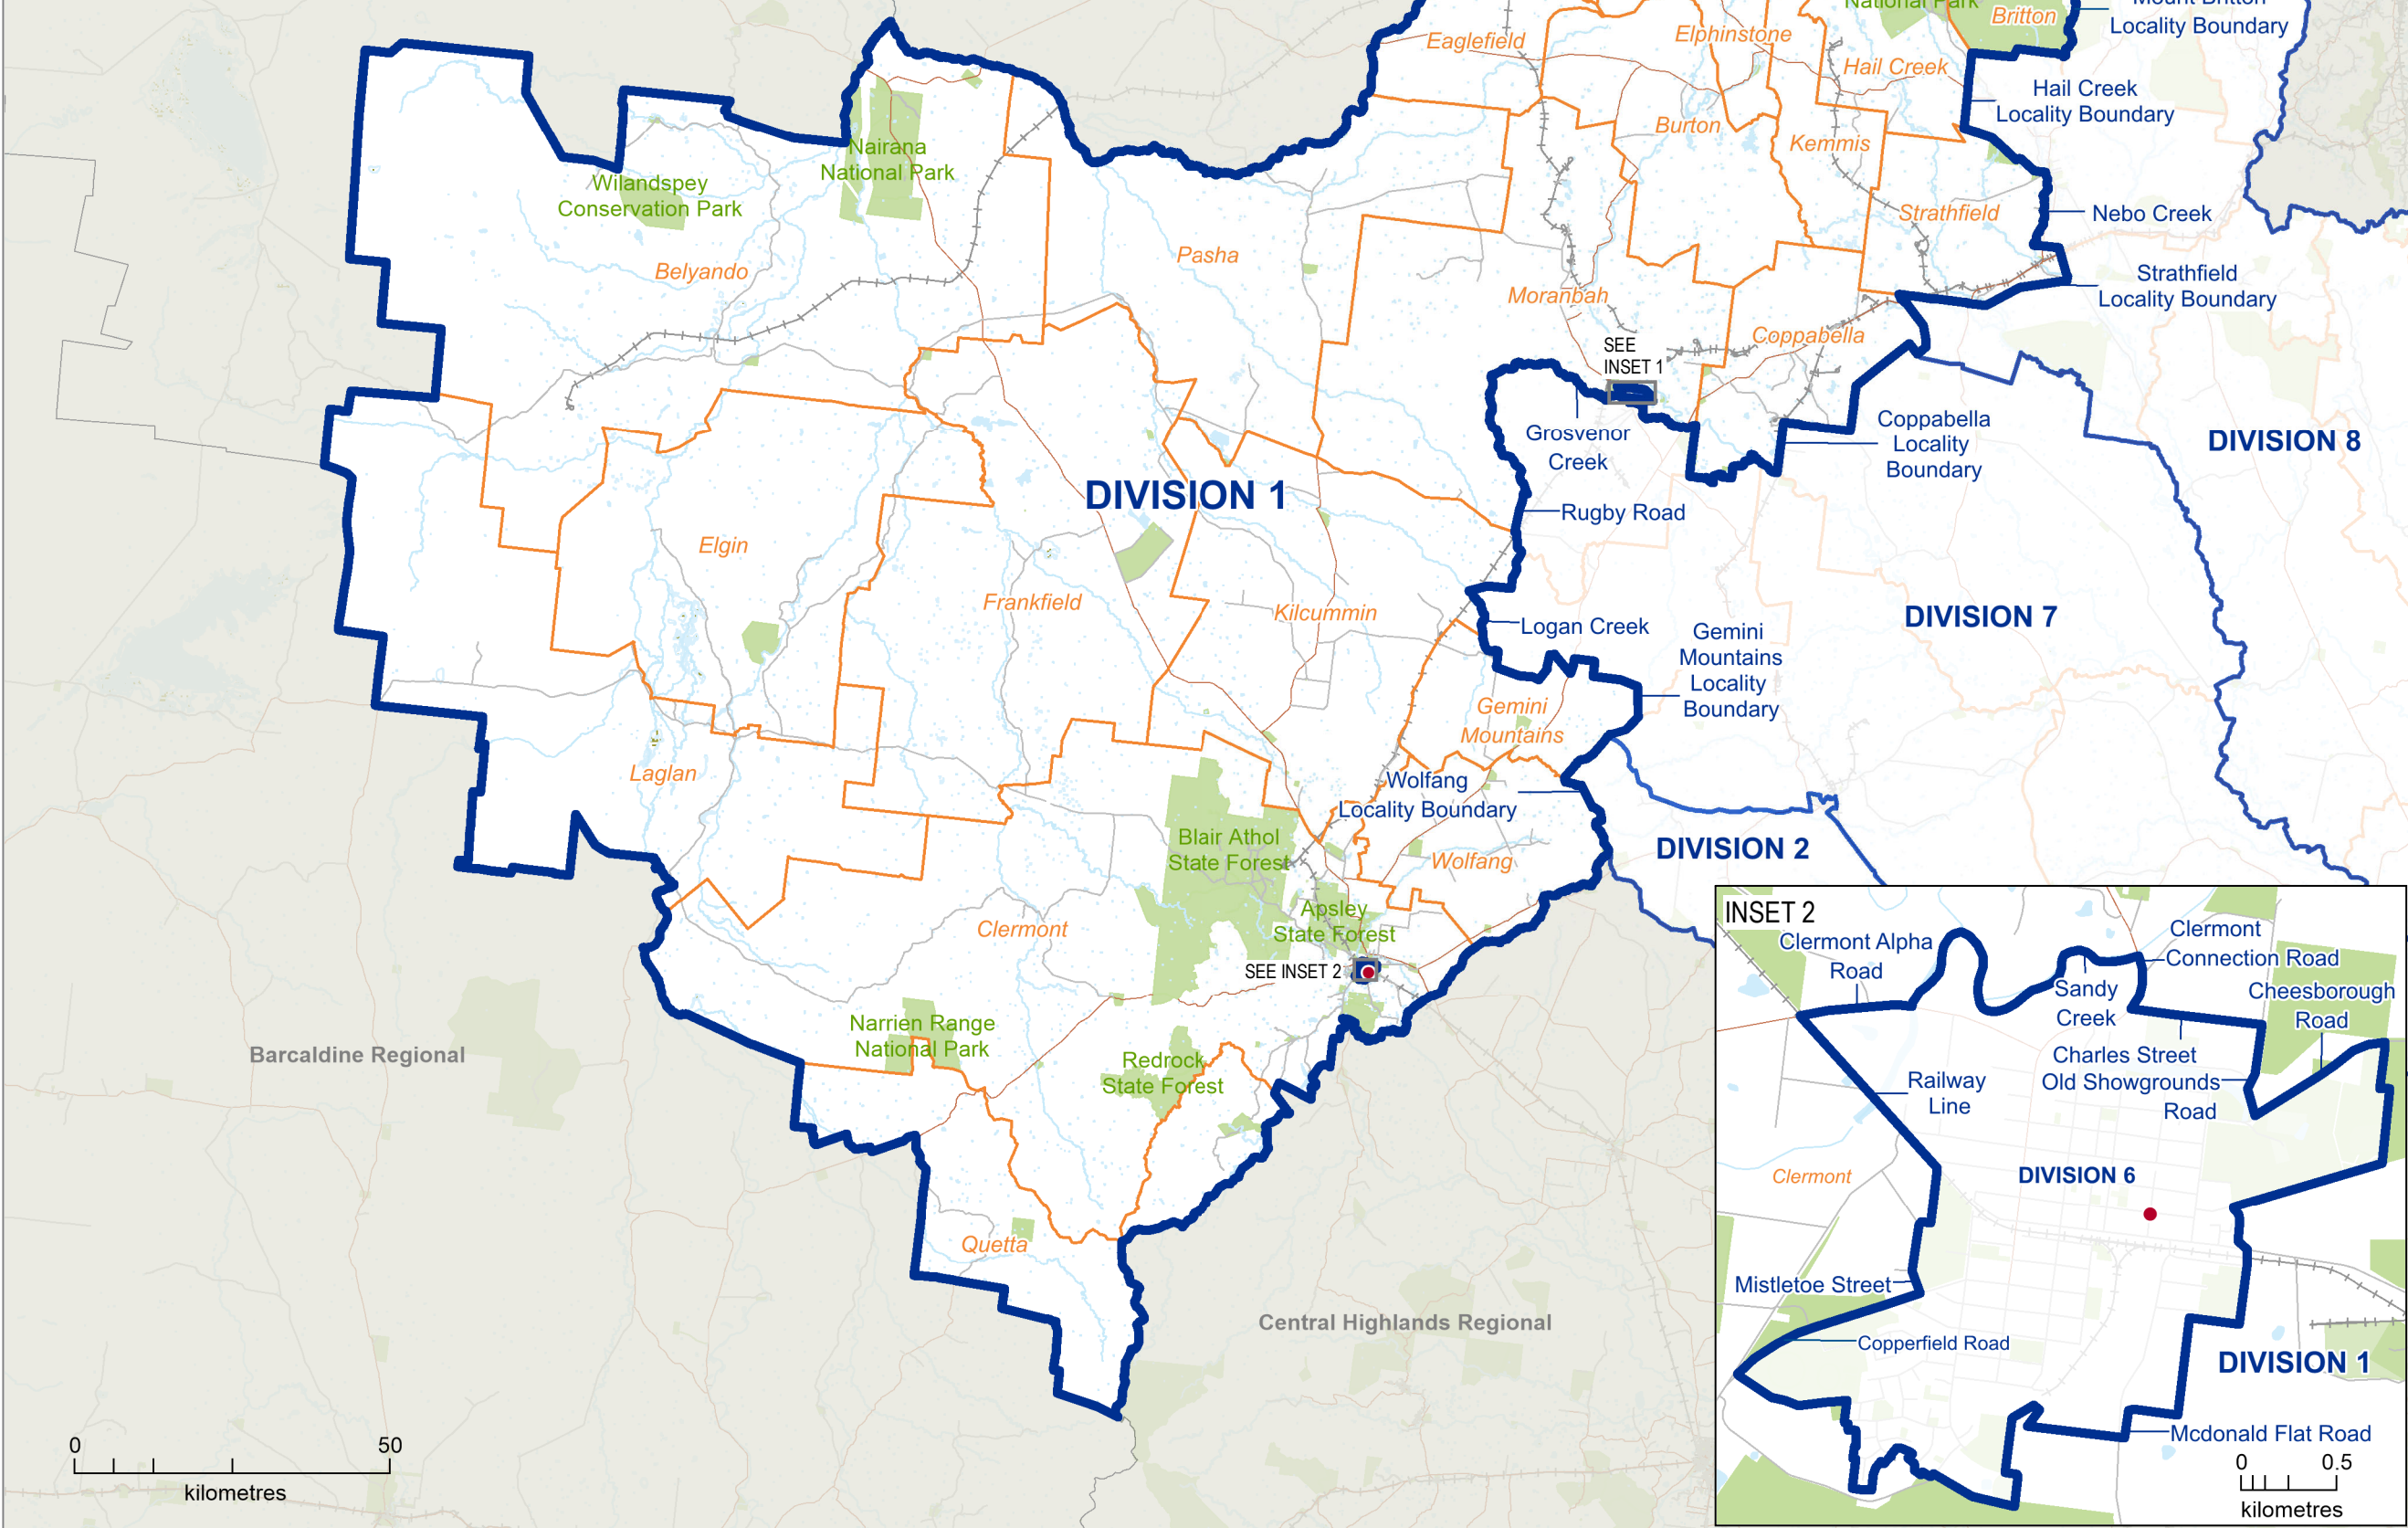 National Park
Britton
Mount Britton
Locality Boundary
Eaglefield
Elphinstone
Hail Creek
Hail Creek
Locality Boundary
Burton
Kemmis
Nairana
National Park
Wilandspey
Conservation Park
Strathfield
Nebo Creek
Pasha
Belyando
Strathfield
Locality Boundary
Moranbah
Coppabella
SEE
INSET 1
Grosvenor
Creek
Coppabella
Locality
Boundary
DIVISION 8
DIVISION 1
Rugby Road
Elgin
Frankfield
Kilcummin
Logan Creek
DIVISION 7
Gemini
Mountains
Locality
Boundary
Gemini
Mountains
Laglan
Wolfang
Locality Boundary
Blair Athol
State Forest
DIVISION 2
Wolfang
Apsley
State Forest
Clermont
SEE INSET 2
Narrien Range
National Park
Redrock
State Forest
Barcaldine Regional
Quetta
Central Highlands Regional
0 50
kilometres
INSET 2
Clermont Alpha
Road
Clermont
Connection Road
Sandy
Creek
Cheesborough
Road
Charles Street
Old Showgrounds
Road
Railway
Line
DIVISION 6
Clermont
Mistletoe Street
Copperfield Road
DIVISION 1
Mcdonald Flat Road
0 0.5
kilometres